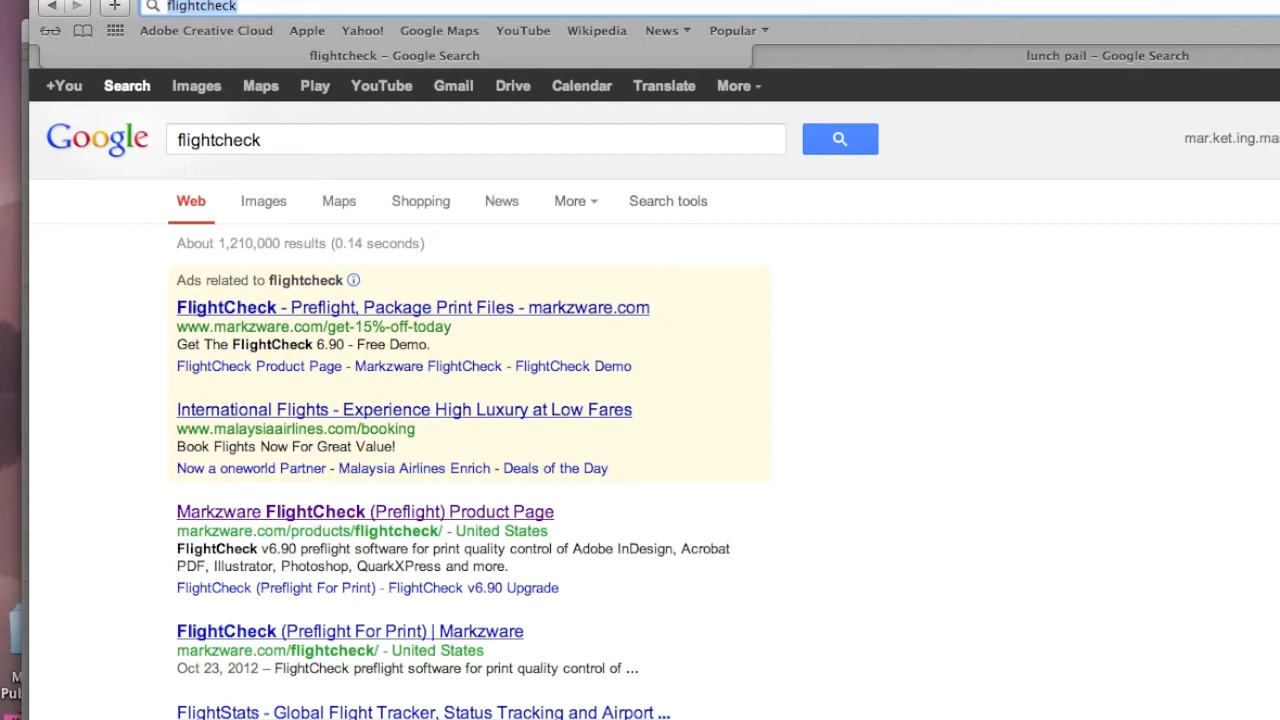 flightcheck
Adobe Creative Cloud Apple Yahoo! Google Maps YouTube Wikipedia News Popular
flightcheck – Google Search lunch pail – Google Search
+You Search Images Maps Play YouTube Gmail Drive Calendar Translate More
Google flightcheck mar.ket.ing.ma
Web Images Maps Shopping News More Search tools
About 1,210,000 results (0.14 seconds)
Ads related to flightcheck
FlightCheck - Preflight, Package Print Files - markzware.com
www.markzware.com/get-15%-off-today
Get The FlightCheck 6.90 - Free Demo.
FlightCheck Product Page - Markzware FlightCheck - FlightCheck Demo
International Flights - Experience High Luxury at Low Fares
www.malaysiaairlines.com/booking
Book Flights Now For Great Value!
Now a oneworld Partner - Malaysia Airlines Enrich - Deals of the Day
Markzware FlightCheck (Preflight) Product Page
markzware.com/products/flightcheck/ - United States
FlightCheck v6.90 preflight software for print quality control of Adobe InDesign, Acrobat
PDF, Illustrator, Photoshop, QuarkXPress and more.
FlightCheck (Preflight For Print) - FlightCheck v6.90 Upgrade
FlightCheck (Preflight For Print) | Markzware
markzware.com/flightcheck/ - United States
Oct 23, 2012 – FlightCheck preflight software for print quality control of ...
M
Pul
FlightStats - Global Flight Tracker, Status Tracking and Airport ...